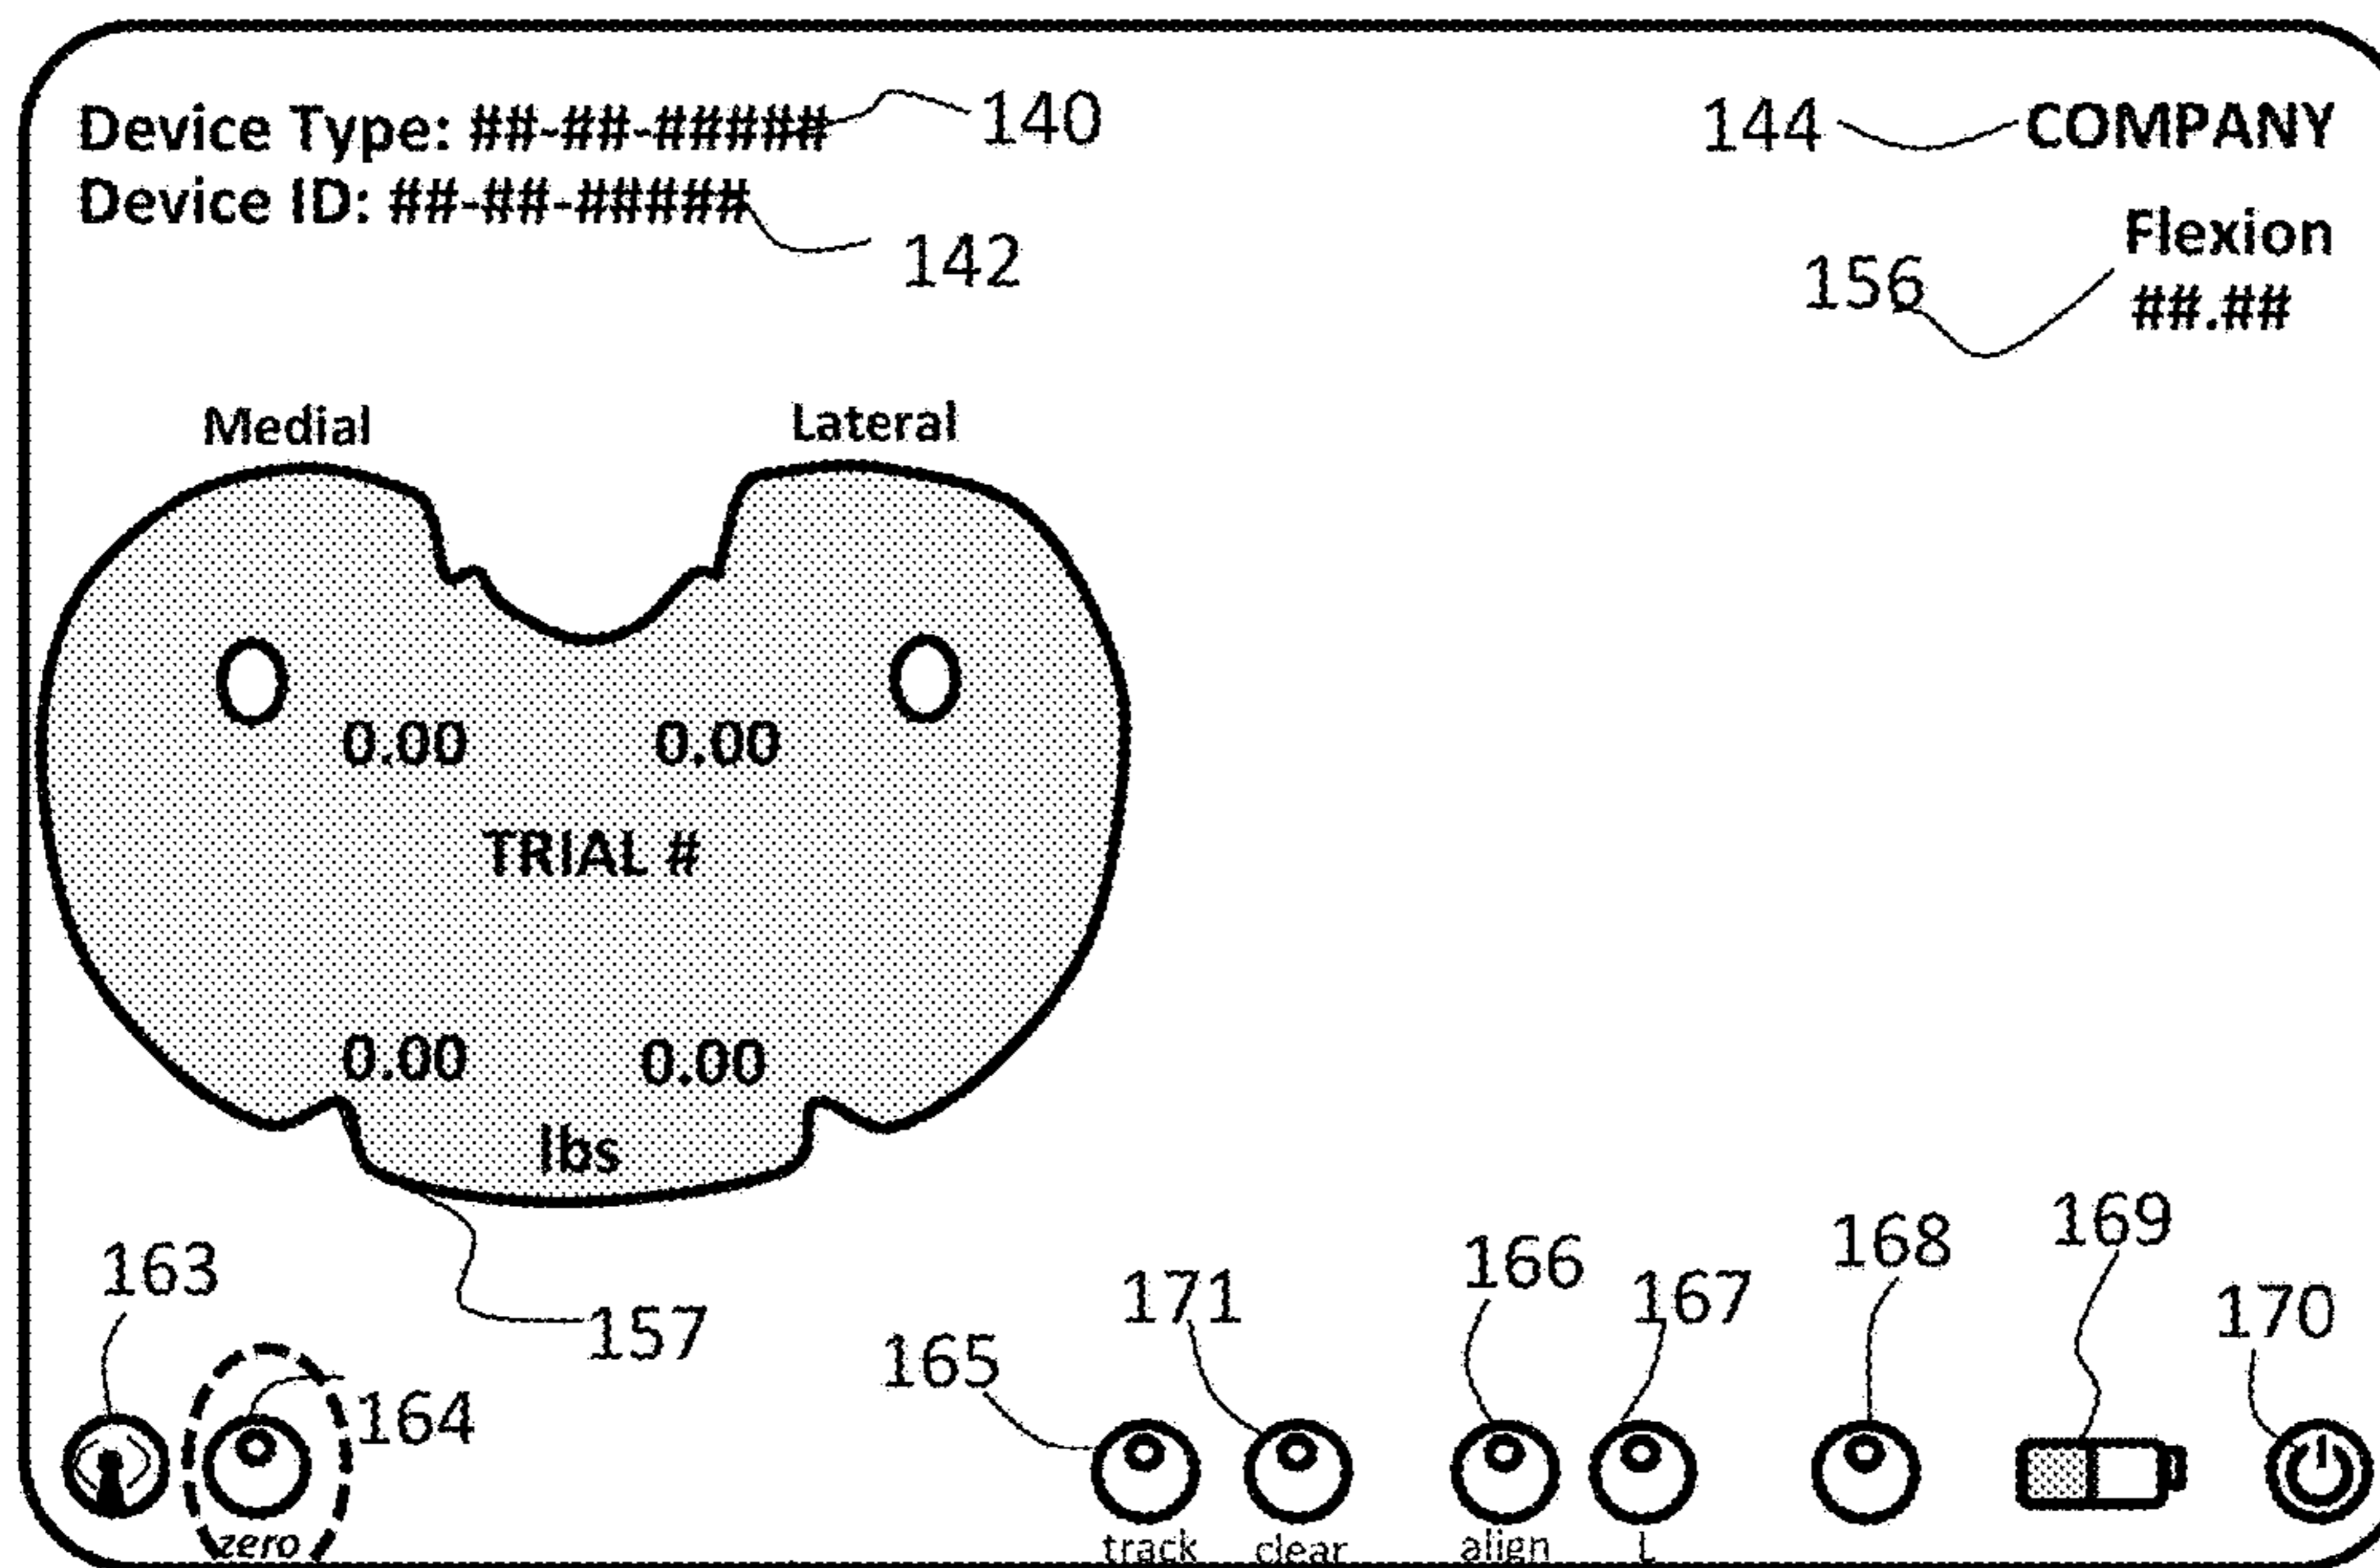 Device Type: ##-##-##### 140 144 COMPANY
Device ID: ##-##-#####
142
Flexion
156 ##.##
Medial Lateral
0.00 0.00
TRIAL #
0.00 0.00
lbs
163 157 165 171 166 167 168 169 170
164
zero track clear align L